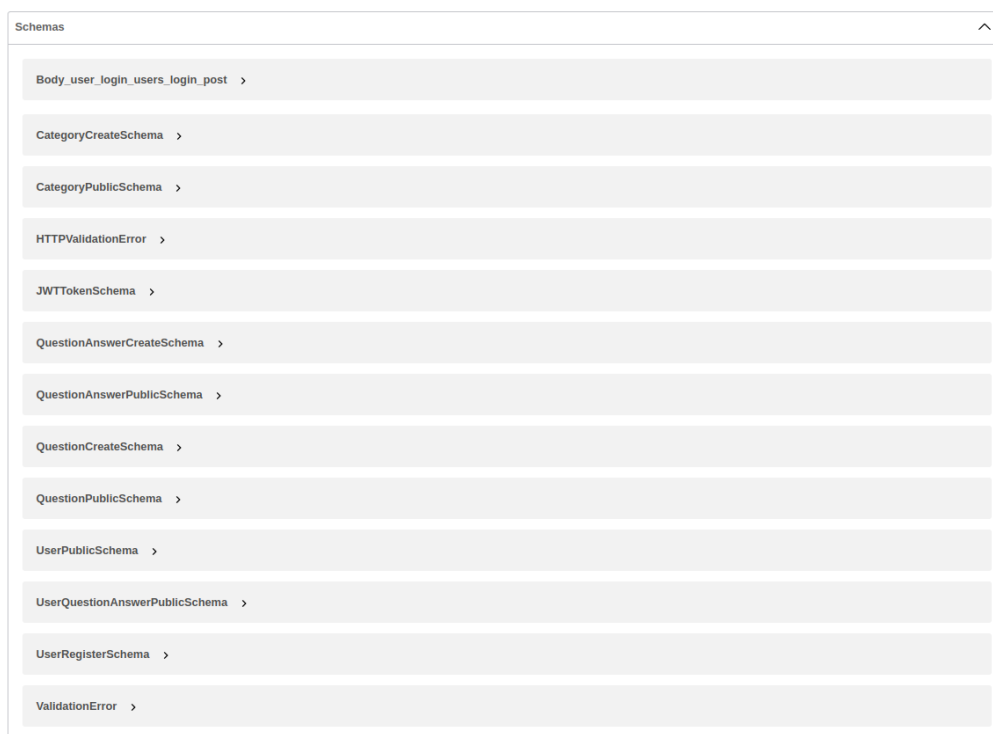 Schemas
Body_user_login_users_login_post
CategoryCreateSchema
CategoryPublicSchema
HTTPValidationError
JWTTokenSchema
QuestionAnswerCreateSchema
QuestionAnswerPublicSchema
QuestionCreateSchema
QuestionPublicSchema
UserPublicSchema
UserQuestionAnswerPublicSchema
UserRegisterSchema
ValidationError